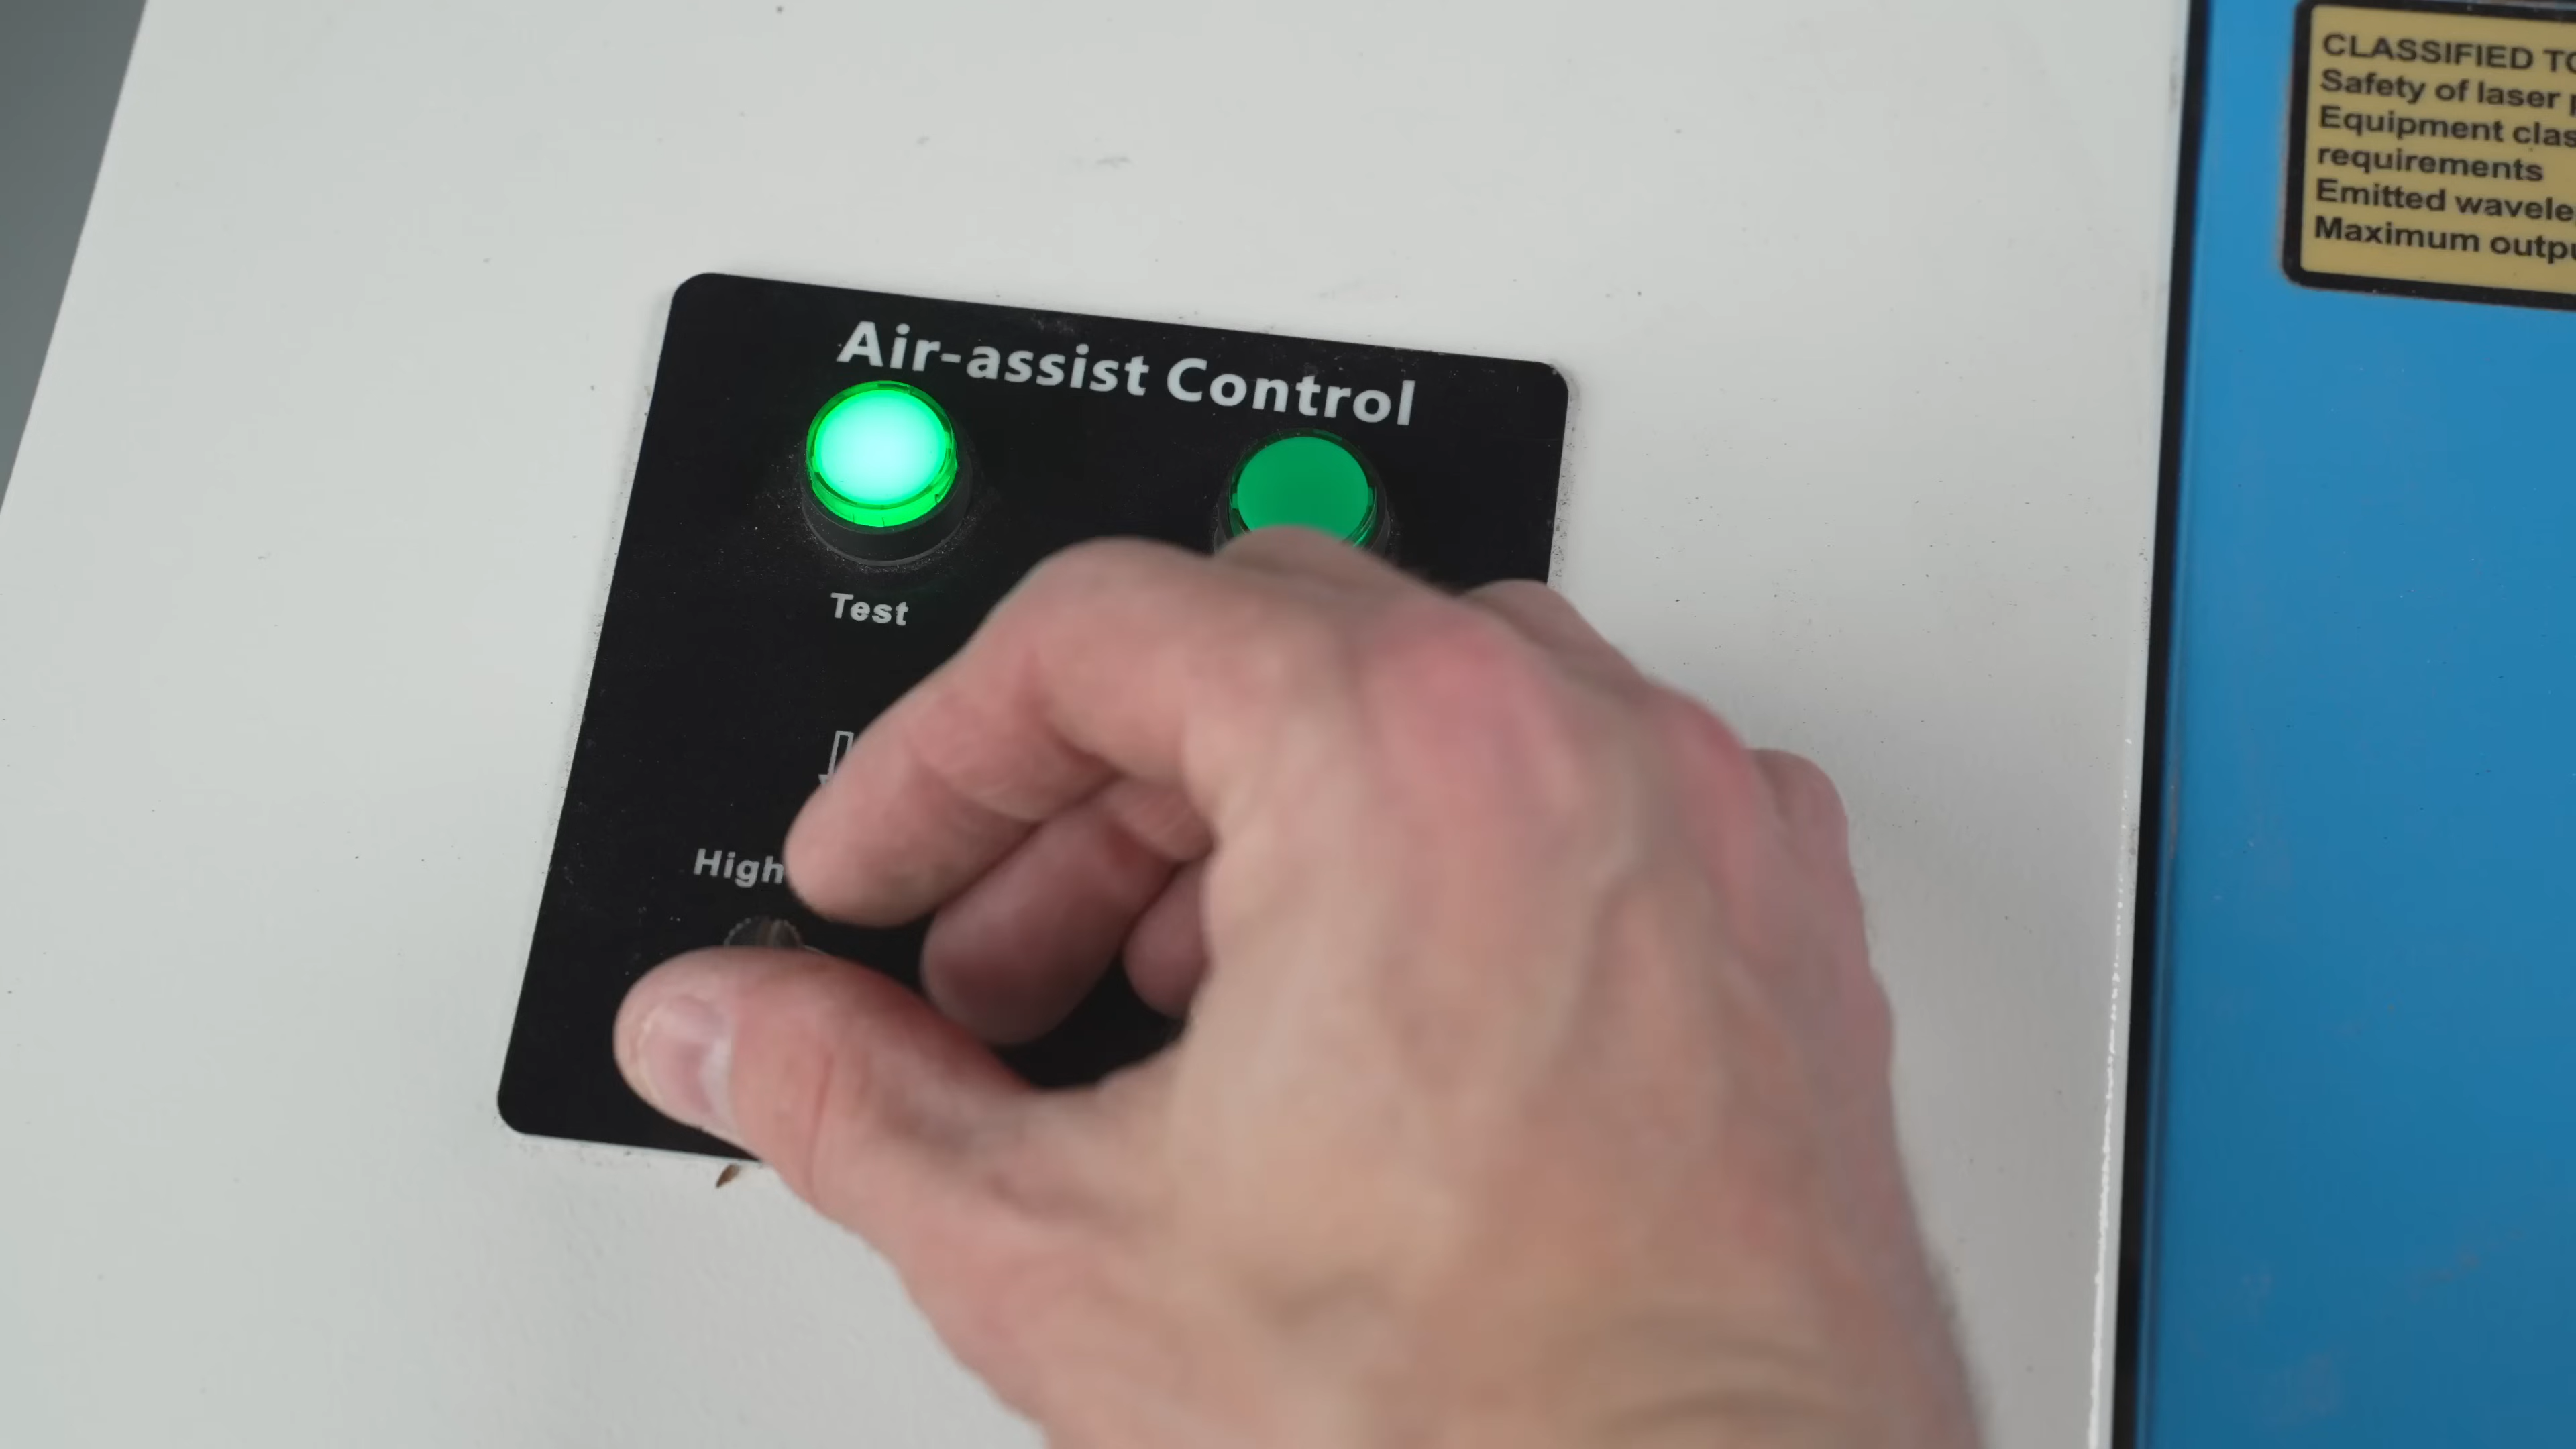 CLASSIFIED TO
Safety of laser
Equipment clas
requirements
Emitted wavele
Maximum outpu
Air-assist Control
Test
High